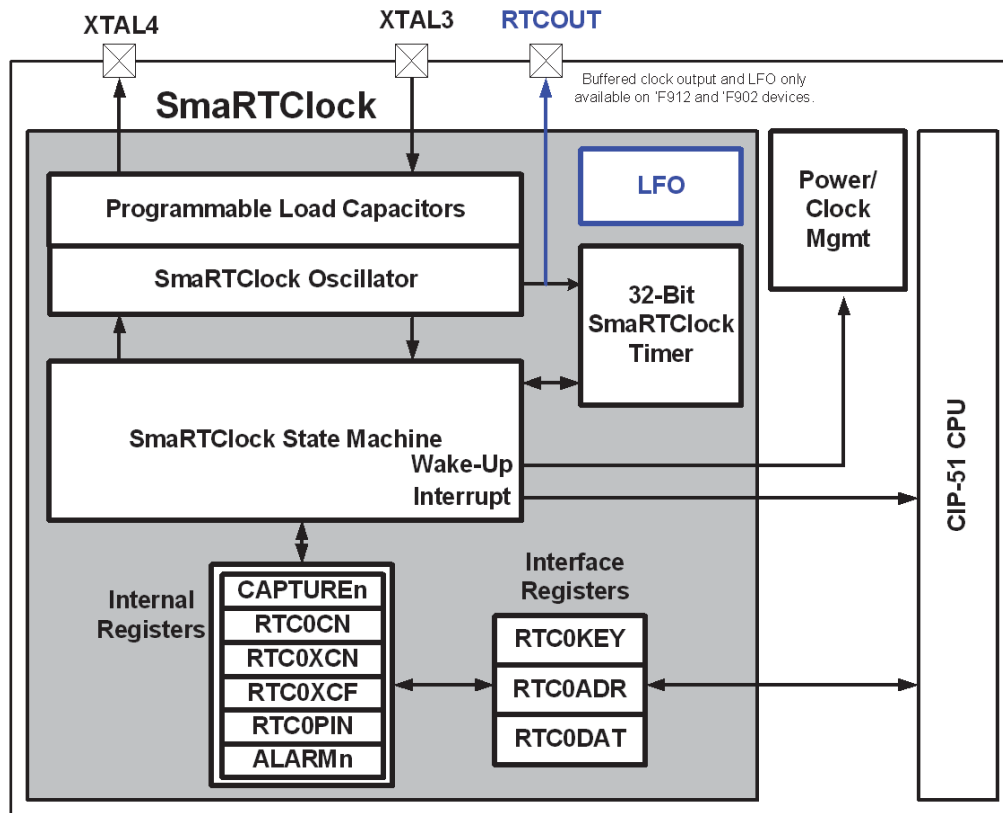 XTAL4
XTAL3
RTCOUT
Buffered clock output and LFO only
available on 'F912 and 'F902 devices.
SmaRTClock
LFO
Power/
Clock
Mgmt
Programmable Load Capacitors
SmaRTClock Oscillator
32-Bit
SmaRTClock
Timer
SmaRTClock State Machine
Wake-Up
Interrupt
CIP-51 CPU
Internal
Registers
CAPTUREn
RTC0CN
RTC0XCN
RTC0XCF
RTC0PIN
ALARMn
Interface
Registers
RTC0KEY
RTC0ADR
RTC0DAT